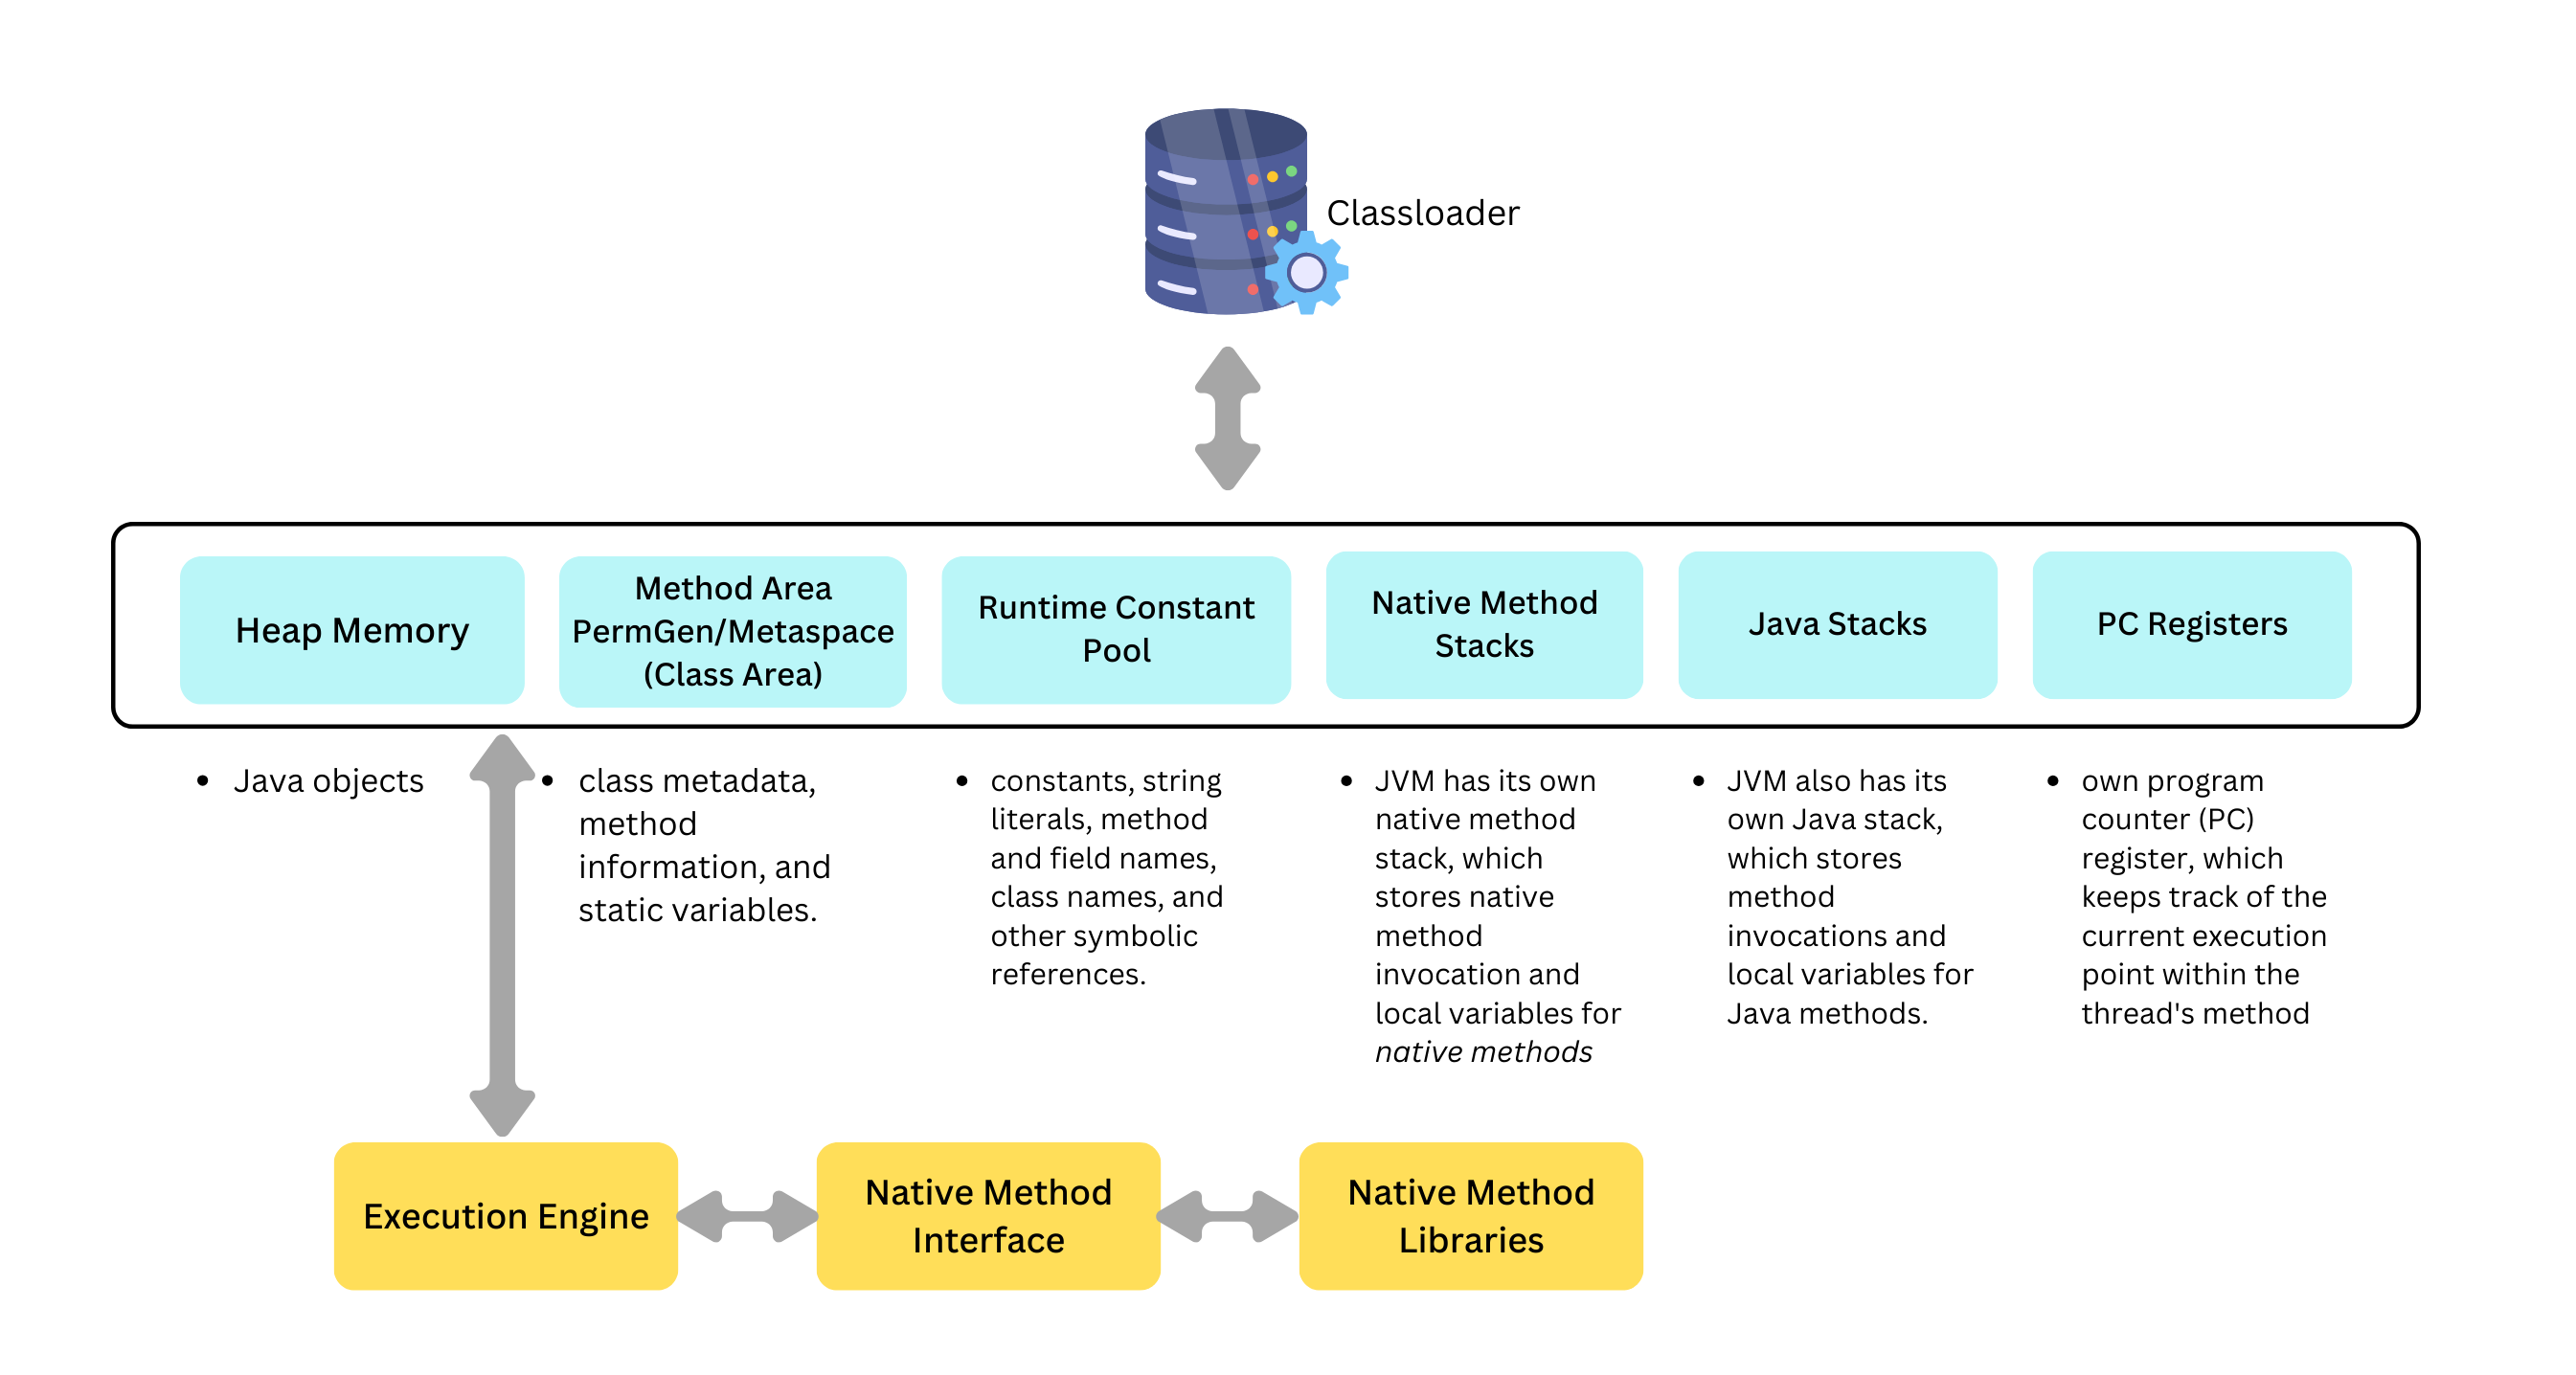 Classloader
Heap Memory
Method Area
PermGen/Metaspace
(Class Area)
Runtime Constant
Pool
Native Method
Stacks
Java Stacks
PC Registers
• Java objects
• class metadata,
method
information, and
static variables.
• constants, string
literals, method
and field names,
class names, and
other symbolic
references.
• JVM has its own
native method
stack, which
stores native
method
invocation and
local variables for
native methods
• JVM also has its
own Java stack,
which stores
method
invocations and
local variables for
Java methods.
• own program
counter (PC)
register, which
keeps track of the
current execution
point within the
thread's method
Execution Engine
Native Method
Interface
Native Method
Libraries